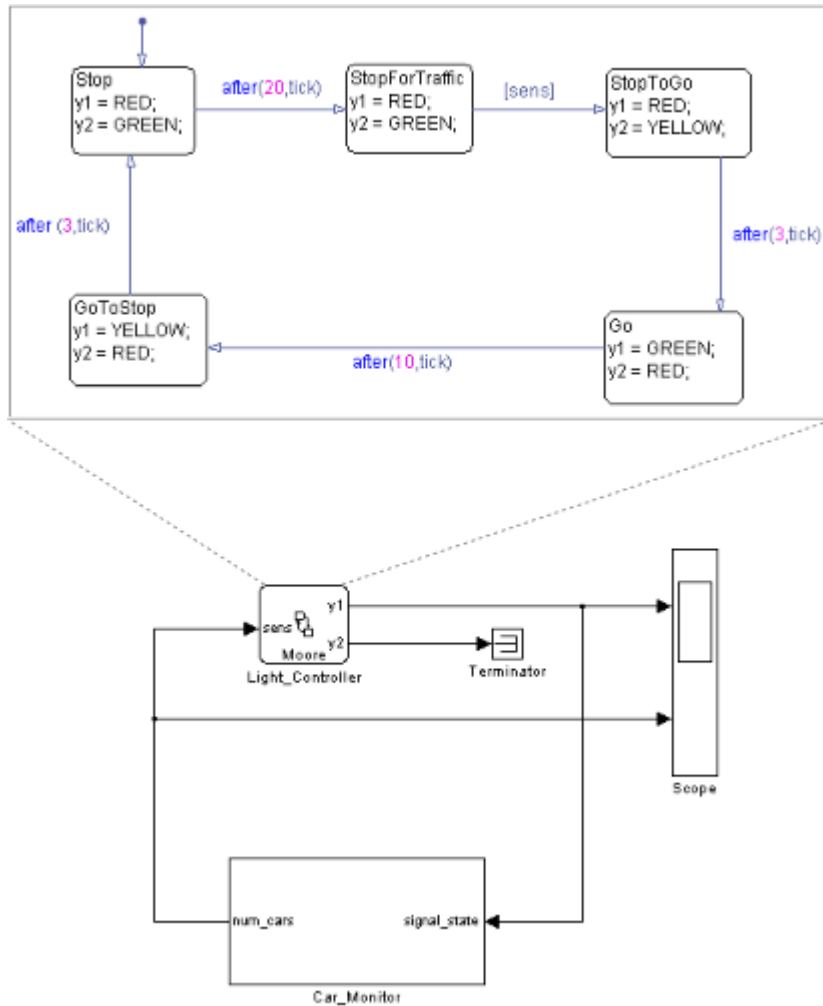 Stop
y1 = RED;
y2 = GREEN;
after(20,tick)
StopForTraffic
y1 = RED;
y2 = GREEN;
[sens]
StopToGo
y1 = RED;
y2 = YELLOW;
after (3,tick)
after(3,tick)
GoToStop
y1 = YELLOW;
y2 = RED;
after(10,tick)
Go
y1 = GREEN;
y2 = RED;
y1
sens
y2
Moore
Light_Controller
Terminator
Scope
num_cars
signal_state
Car_Monitor